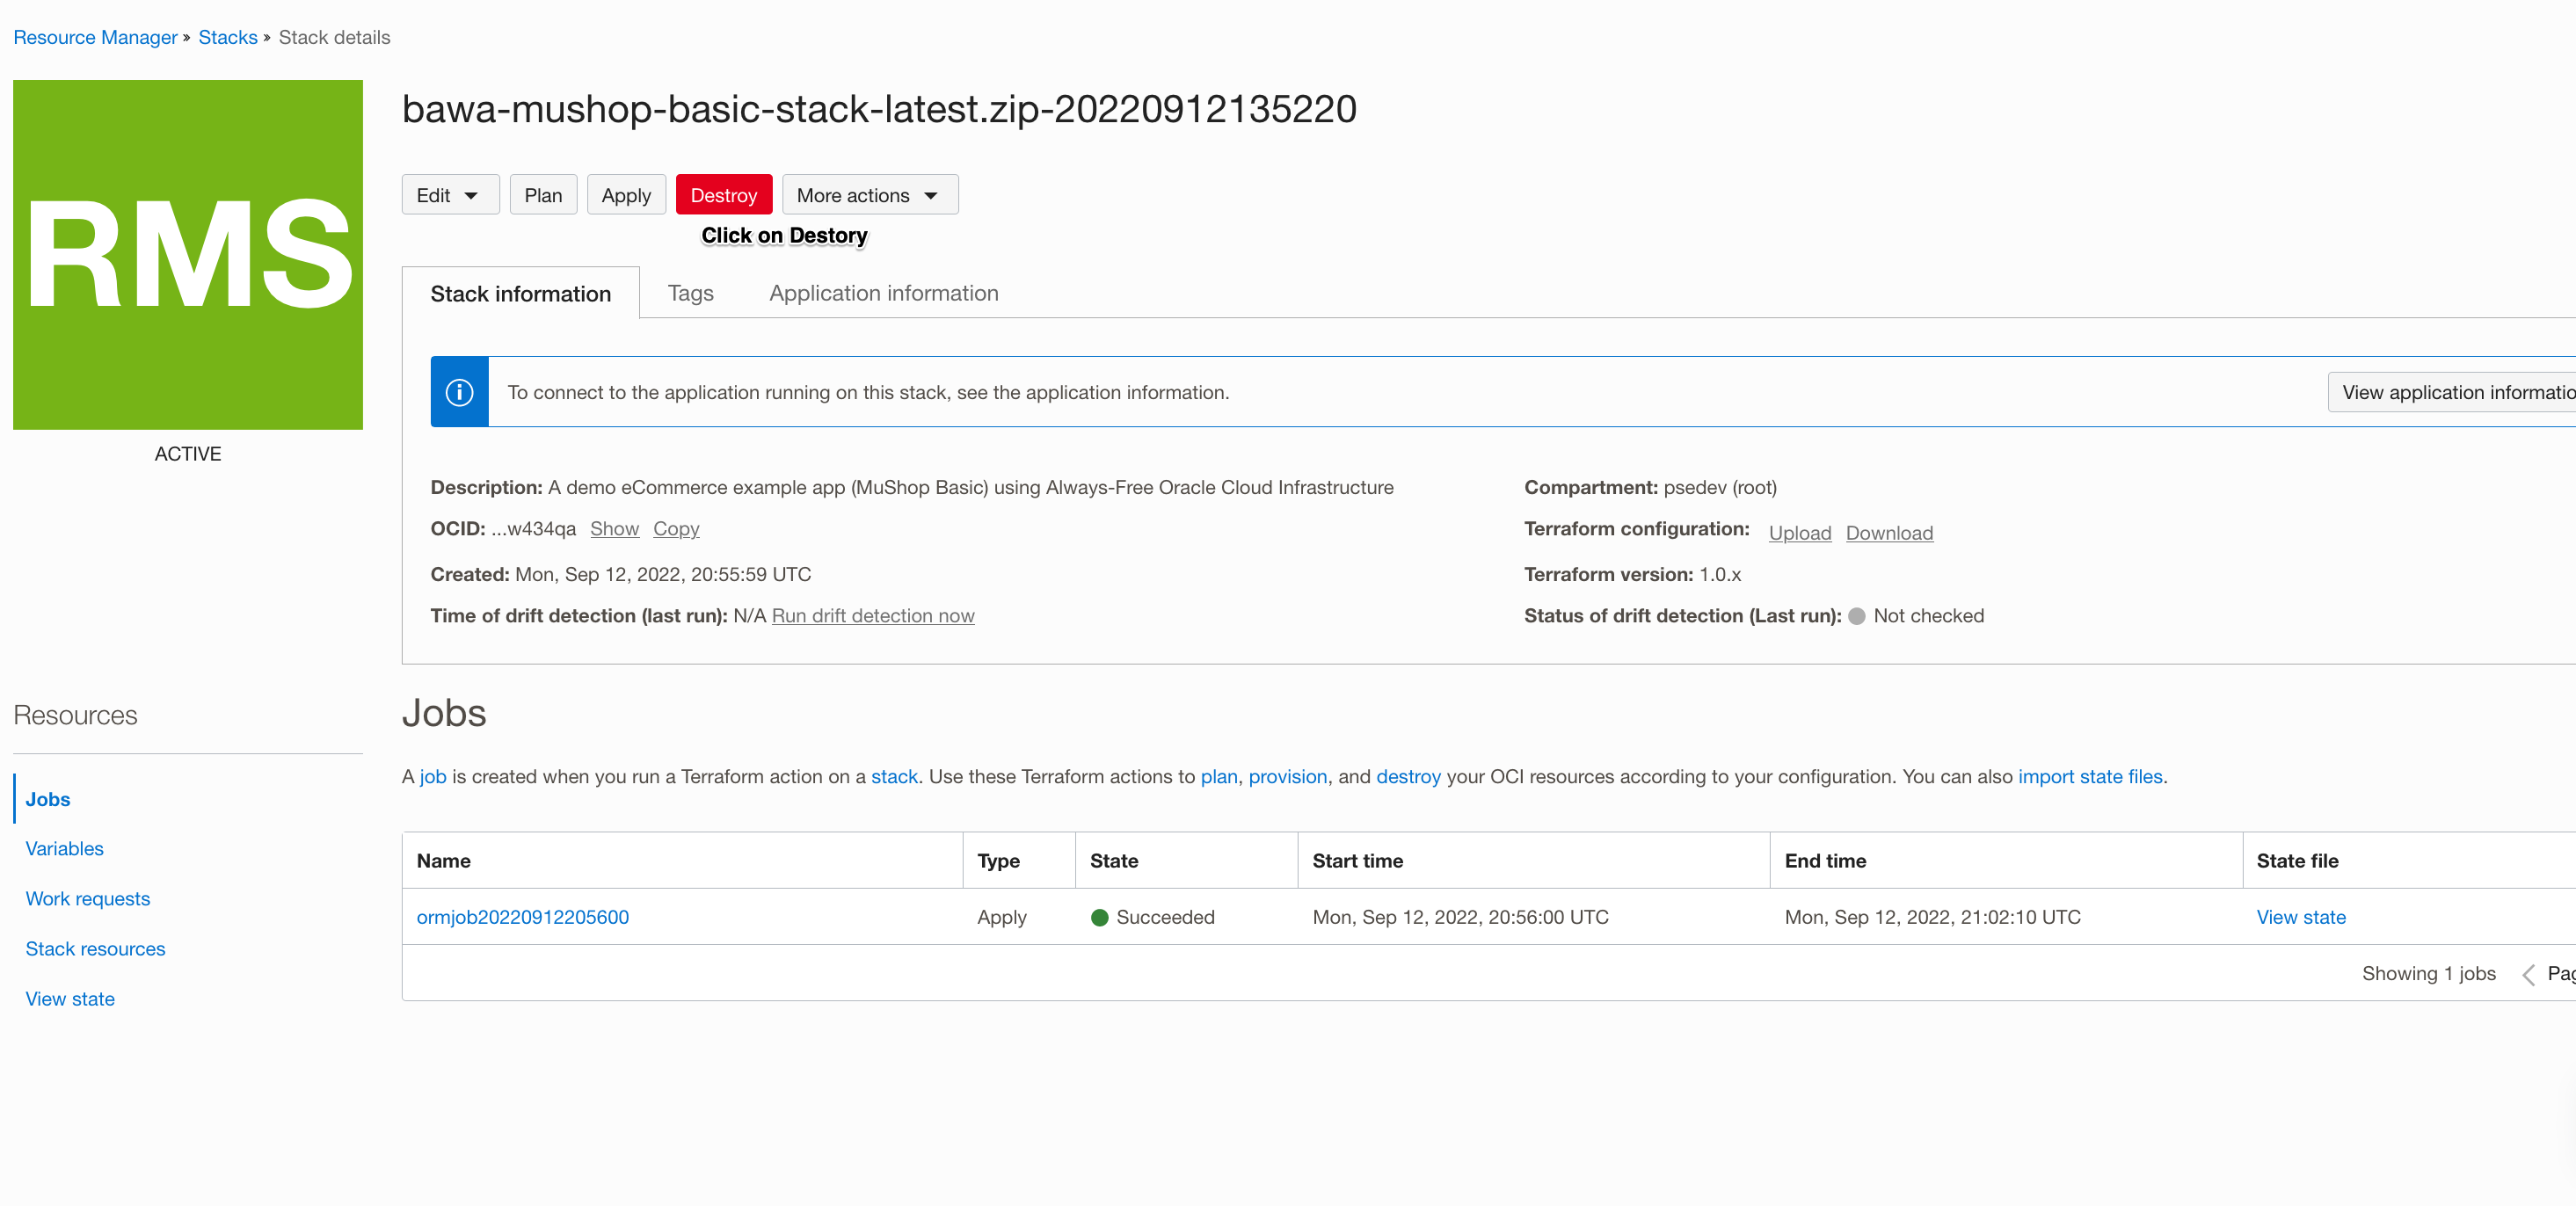 Resource Manager » Stacks » Stack details
RMS
ACTIVE
bawa-mushop-basic-stack-latest.zip-20220912135220
Edit Plan Apply Destroy More actions
Click on Destory
Stack information Tags Application information
To connect to the application running on this stack, see the application information. View application informatio
Description: A demo eCommerce example app (MuShop Basic) using Always-Free Oracle Cloud Infrastructure
OCID: ...w434qa Show Copy
Created: Mon, Sep 12, 2022, 20:55:59 UTC
Time of drift detection (last run): N/A Run drift detection now
Compartment: psedev (root)
Terraform configuration: Upload Download
Terraform version: 1.0.x
Status of drift detection (Last run): Not checked
Resources
Jobs
Variables
Work requests
Stack resources
View state
Jobs
A job is created when you run a Terraform action on a stack. Use these Terraform actions to plan, provision, and destroy your OCI resources according to your configuration. You can also import state files.
Name Type State Start time End time State file
ormjob20220912205600 Apply Succeeded Mon, Sep 12, 2022, 20:56:00 UTC Mon, Sep 12, 2022, 21:02:10 UTC View state
Showing 1 jobs < Pag